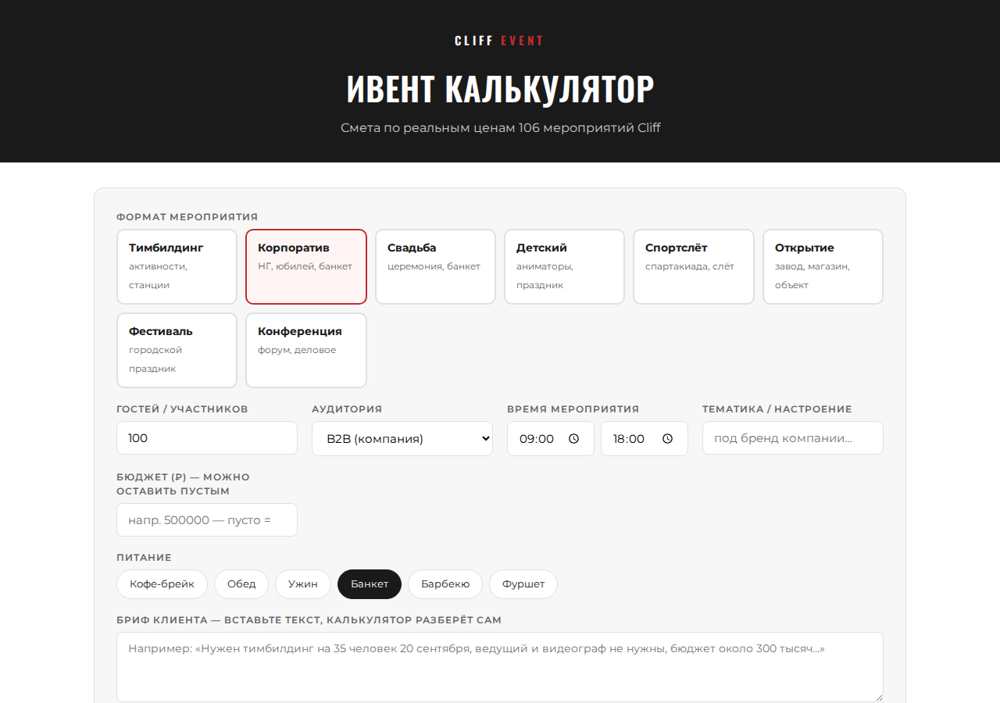 CLIFF EVENT
ИВЕНТ КАЛЬКУЛЯТОР
Смета по реальным ценам 106 мероприятий Cliff
ФОРМАТ МЕРОПРИЯТИЯ
Тимбилдинг
активности,
станции
Корпоратив
НГ, юбилей, банкет
Свадьба
церемония, банкет
Детский
аниматоры,
праздник
Спортслёт
спартакиада, слёт
Открытие
завод, магазин,
объект
Фестиваль
городской
праздник
Конференция
форум, деловое
ГОСТЕЙ / УЧАСТНИКОВ
100
АУДИТОРИЯ
B2B (компания)
ВРЕМЯ МЕРОПРИЯТИЯ
09:00 18:00
ТЕМАТИКА / НАСТРОЕНИЕ
под бренд компании…
БЮДЖЕТ (₽) — МОЖНО
ОСТАВИТЬ ПУСТЫМ
напр. 500000 — пусто =
ПИТАНИЕ
Кофе-брейк Обед Ужин Банкет Барбекю Фуршет
БРИФ КЛИЕНТА — ВСТАВЬТЕ ТЕКСТ, КАЛЬКУЛЯТОР РАЗБЕРЁТ САМ
Например: «Нужен тимбилдинг на 35 человек 20 сентября, ведущий и видеограф не нужны, бюджет около 300 тысяч…»